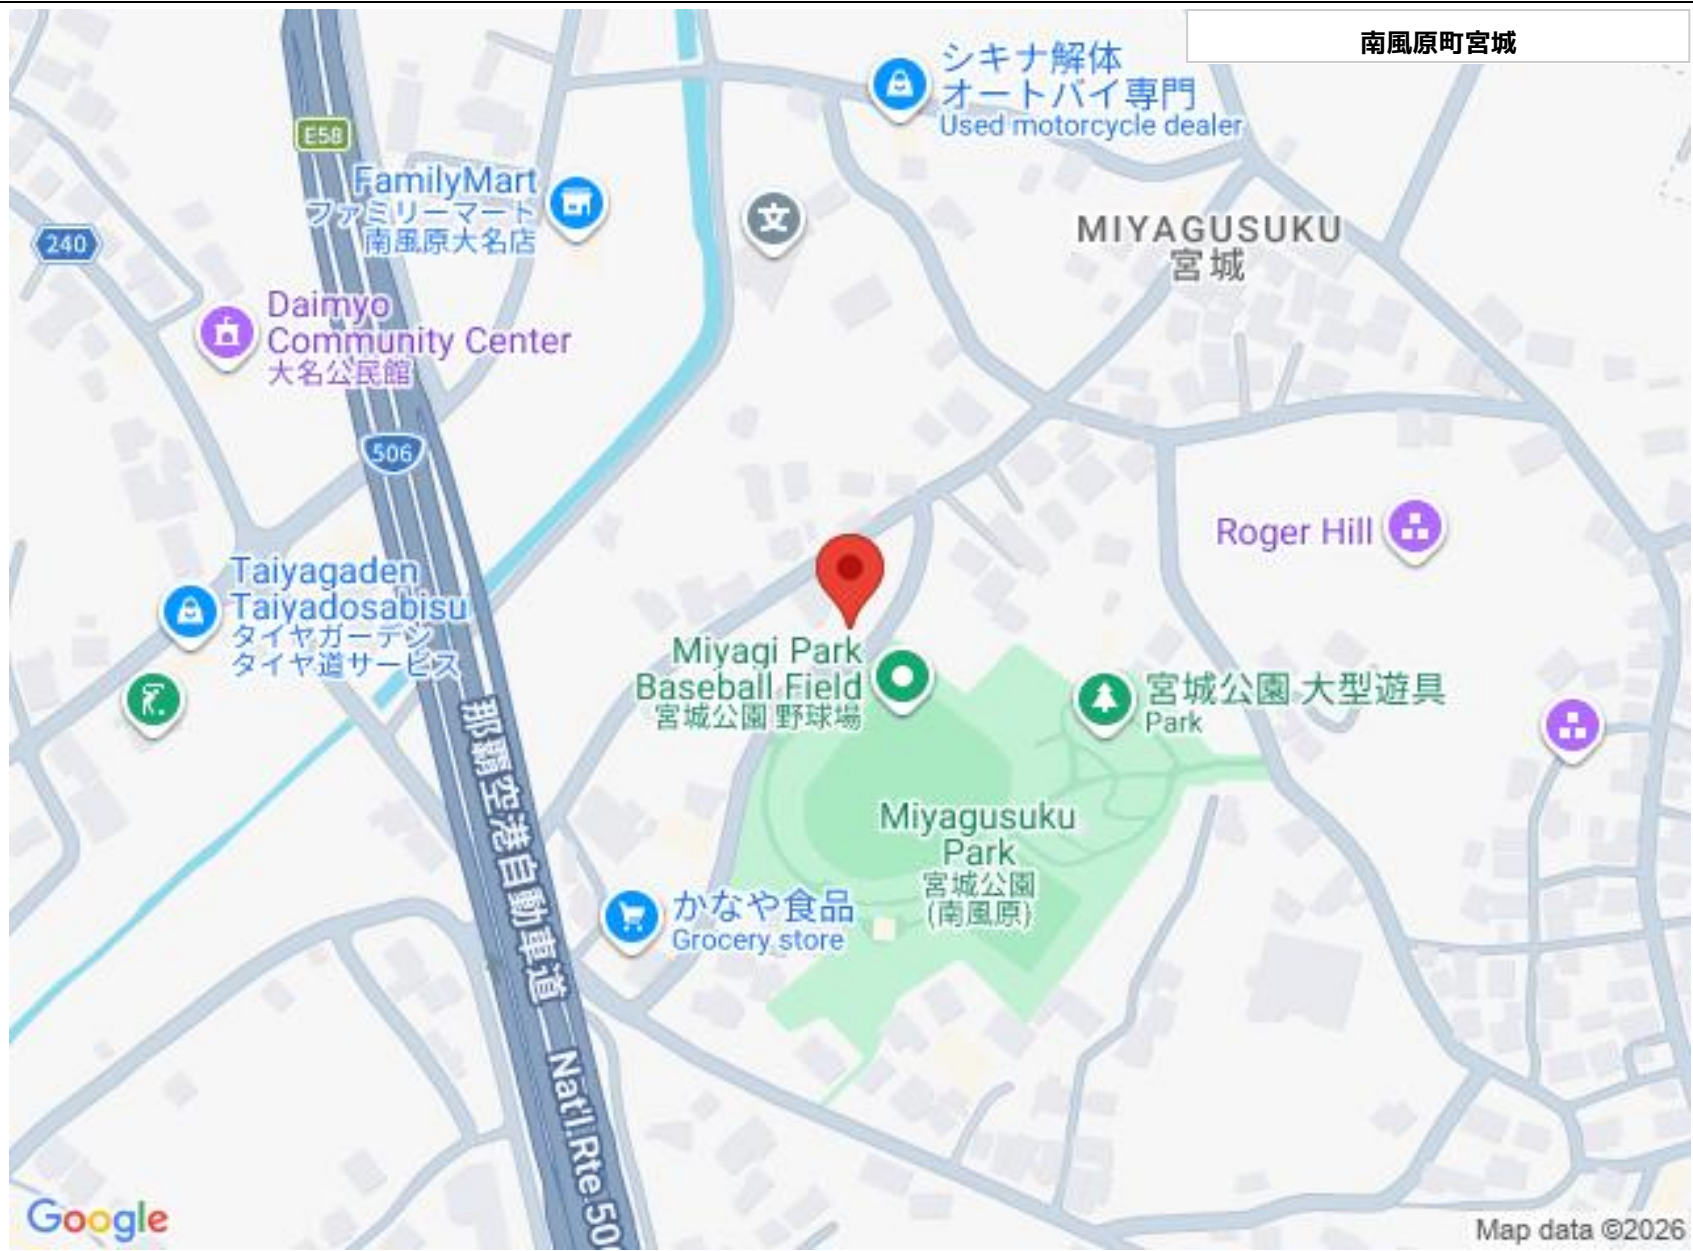 南風原町宮城
シキナ解体
オートバイ専門
Used motorcycle dealer
E58
FamilyMart
ファミリーマート
南風原大名店
文
MIYAGUSUKU
宮城
240
Daimyo
Community Center
大名公民館
506
Roger Hill
Taiyagaden
Taiyadosabisu
タイヤガーデン
タイヤ道サービス
Miyagi Park
Baseball Field
宮城公園 野球場
宮城公園 大型遊具
Park
那覇空港自動車道
Miyagusuku
Park
宮城公園
(南風原)
かなや食品
Grocery store
Nat'l.Rte.506
Google
Map data ©2026